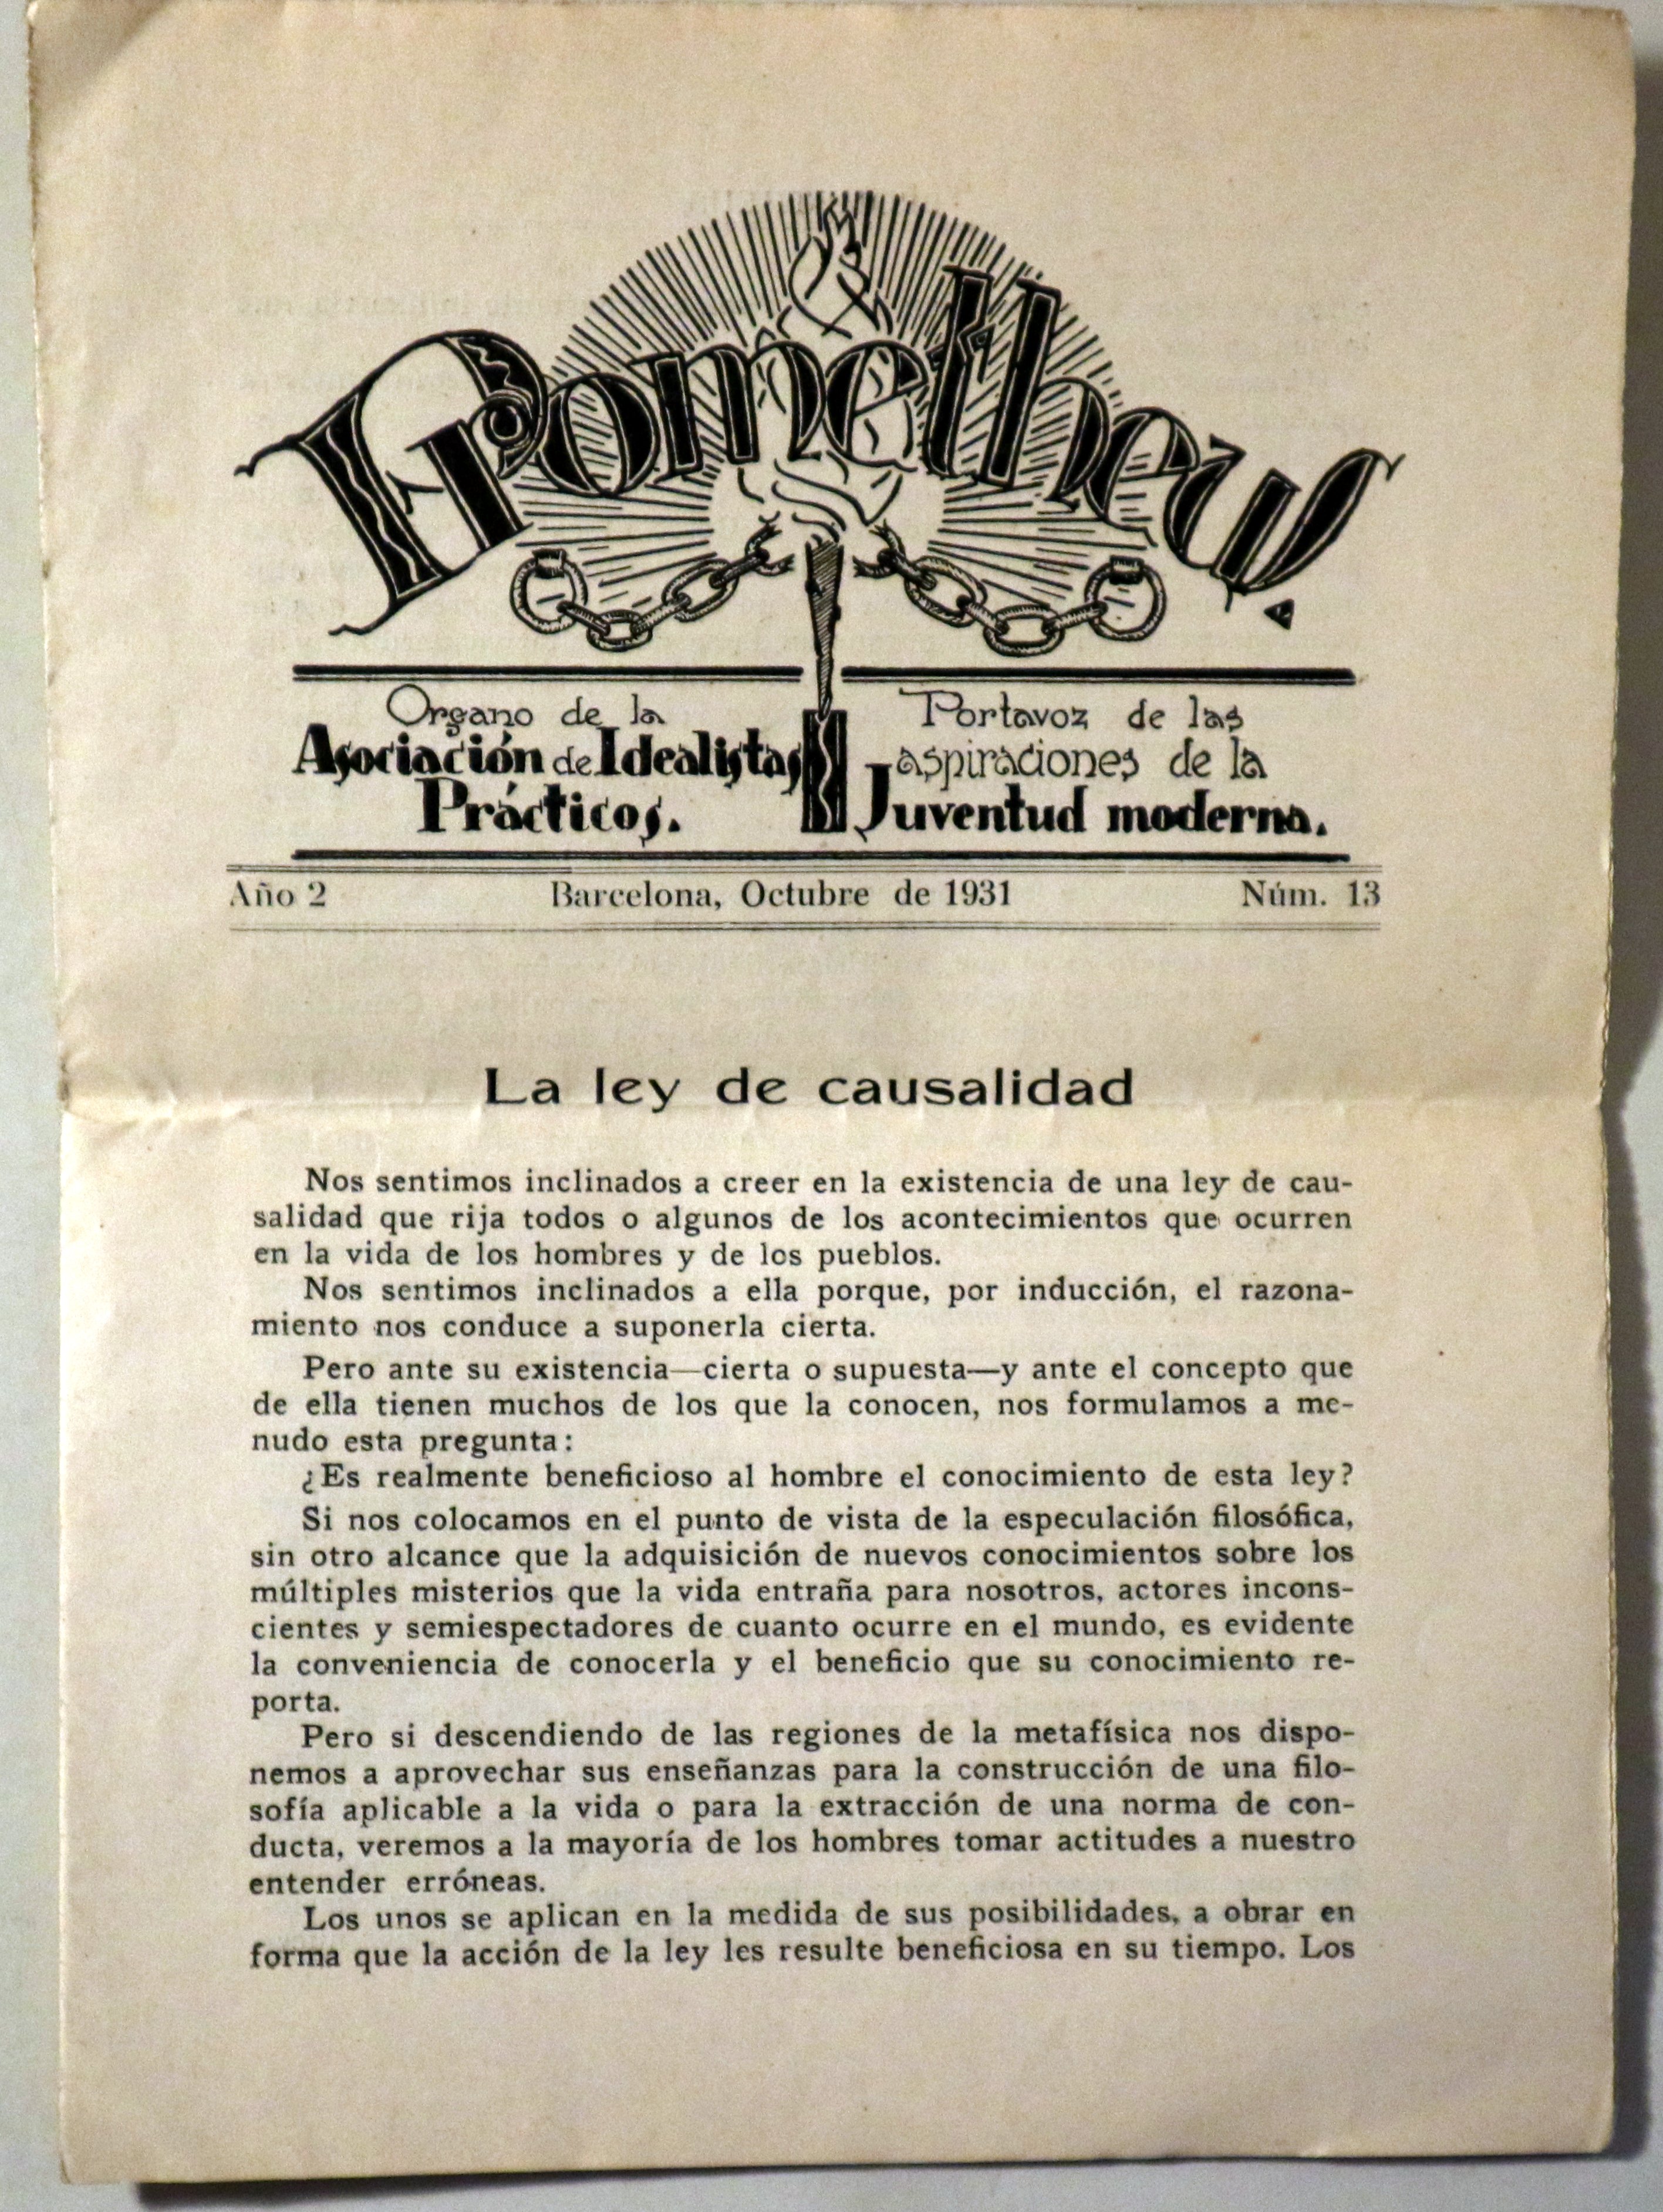 Prometheus
Organo de la
Asociación de Idealistas
Prácticos.
Portavoz de las
aspiraciones de la
Juventud moderna.
Año 2 Barcelona, Octubre de 1931 Núm. 13
La ley de causalidad
Nos sentimos inclinados a creer en la existencia de una ley de cau-
salidad que rija todos o algunos de los acontecimientos que ocurren
en la vida de los hombres y de los pueblos.
Nos sentimos inclinados a ella porque, por inducción, el razona-
miento nos conduce a suponerla cierta.
Pero ante su existencia—cierta o supuesta—y ante el concepto que
de ella tienen muchos de los que la conocen, nos formulamos a me-
nudo esta pregunta:
¿Es realmente beneficioso al hombre el conocimiento de esta ley?
Si nos colocamos en el punto de vista de la especulación filosófica,
sin otro alcance que la adquisición de nuevos conocimientos sobre los
múltiples misterios que la vida entraña para nosotros, actores incons-
cientes y semiespectadores de cuanto ocurre en el mundo, es evidente
la conveniencia de conocerla y el beneficio que su conocimiento re-
porta.
Pero si descendiendo de las regiones de la metafísica nos dispo-
nemos a aprovechar sus enseñanzas para la construcción de una filo-
sofía aplicable a la vida o para la extracción de una norma de con-
ducta, veremos a la mayoría de los hombres tomar actitudes a nuestro
entender erróneas.
Los unos se aplican en la medida de sus posibilidades, a obrar en
forma que la acción de la ley les resulte beneficiosa en su tiempo. Los